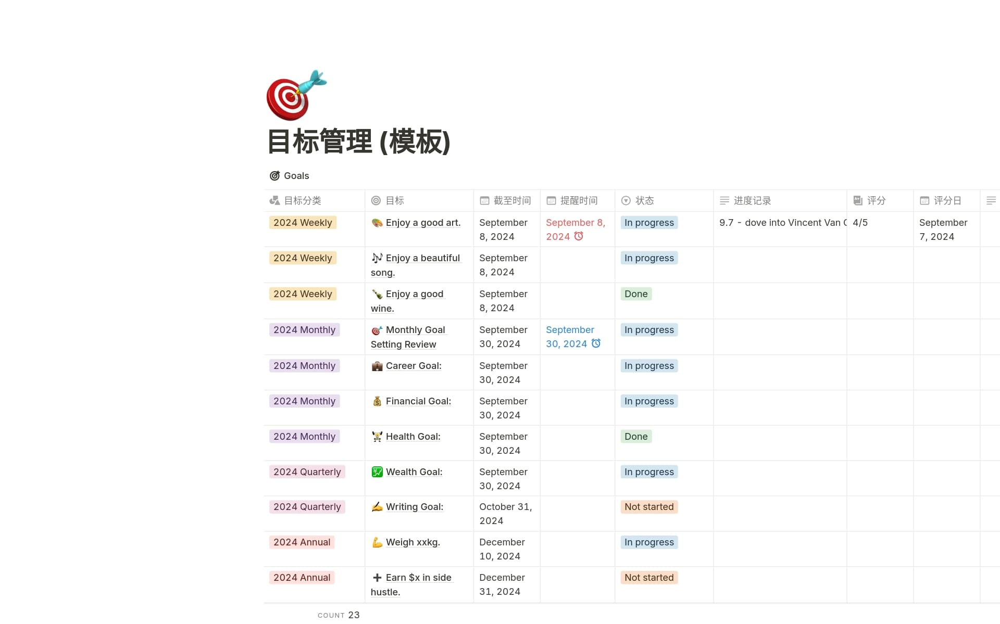 目标管理 (模板)
Goals
目标分类 目标 截至时间 提醒时间 状态 进度记录 评分 评分日
2024 Weekly Enjoy a good art. September 8, 2024 September 8, 2024 In progress 9.7 - dove into Vincent Van 4/5 September 7, 2024
2024 Weekly Enjoy a beautiful song. September 8, 2024 In progress
2024 Weekly Enjoy a good wine. September 8, 2024 Done
2024 Monthly Monthly Goal Setting Review September 30, 2024 September 30, 2024 In progress
2024 Monthly Career Goal: September 30, 2024 In progress
2024 Monthly Financial Goal: September 30, 2024 In progress
2024 Monthly Health Goal: September 30, 2024 Done
2024 Quarterly Wealth Goal: September 30, 2024 In progress
2024 Quarterly Writing Goal: October 31, 2024 Not started
2024 Annual Weigh xxkg. December 10, 2024 In progress
2024 Annual Earn $x in side hustle. December 31, 2024 Not started
COUNT 23